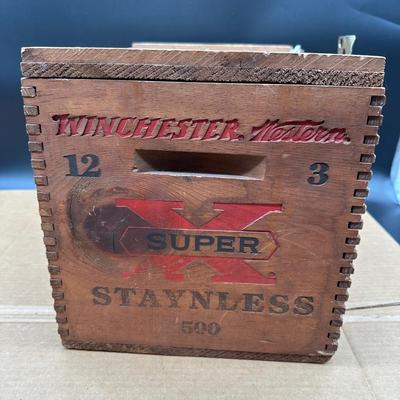 WINCHESTER. Western.
12 3
SUPER X
STAYNLESS
500